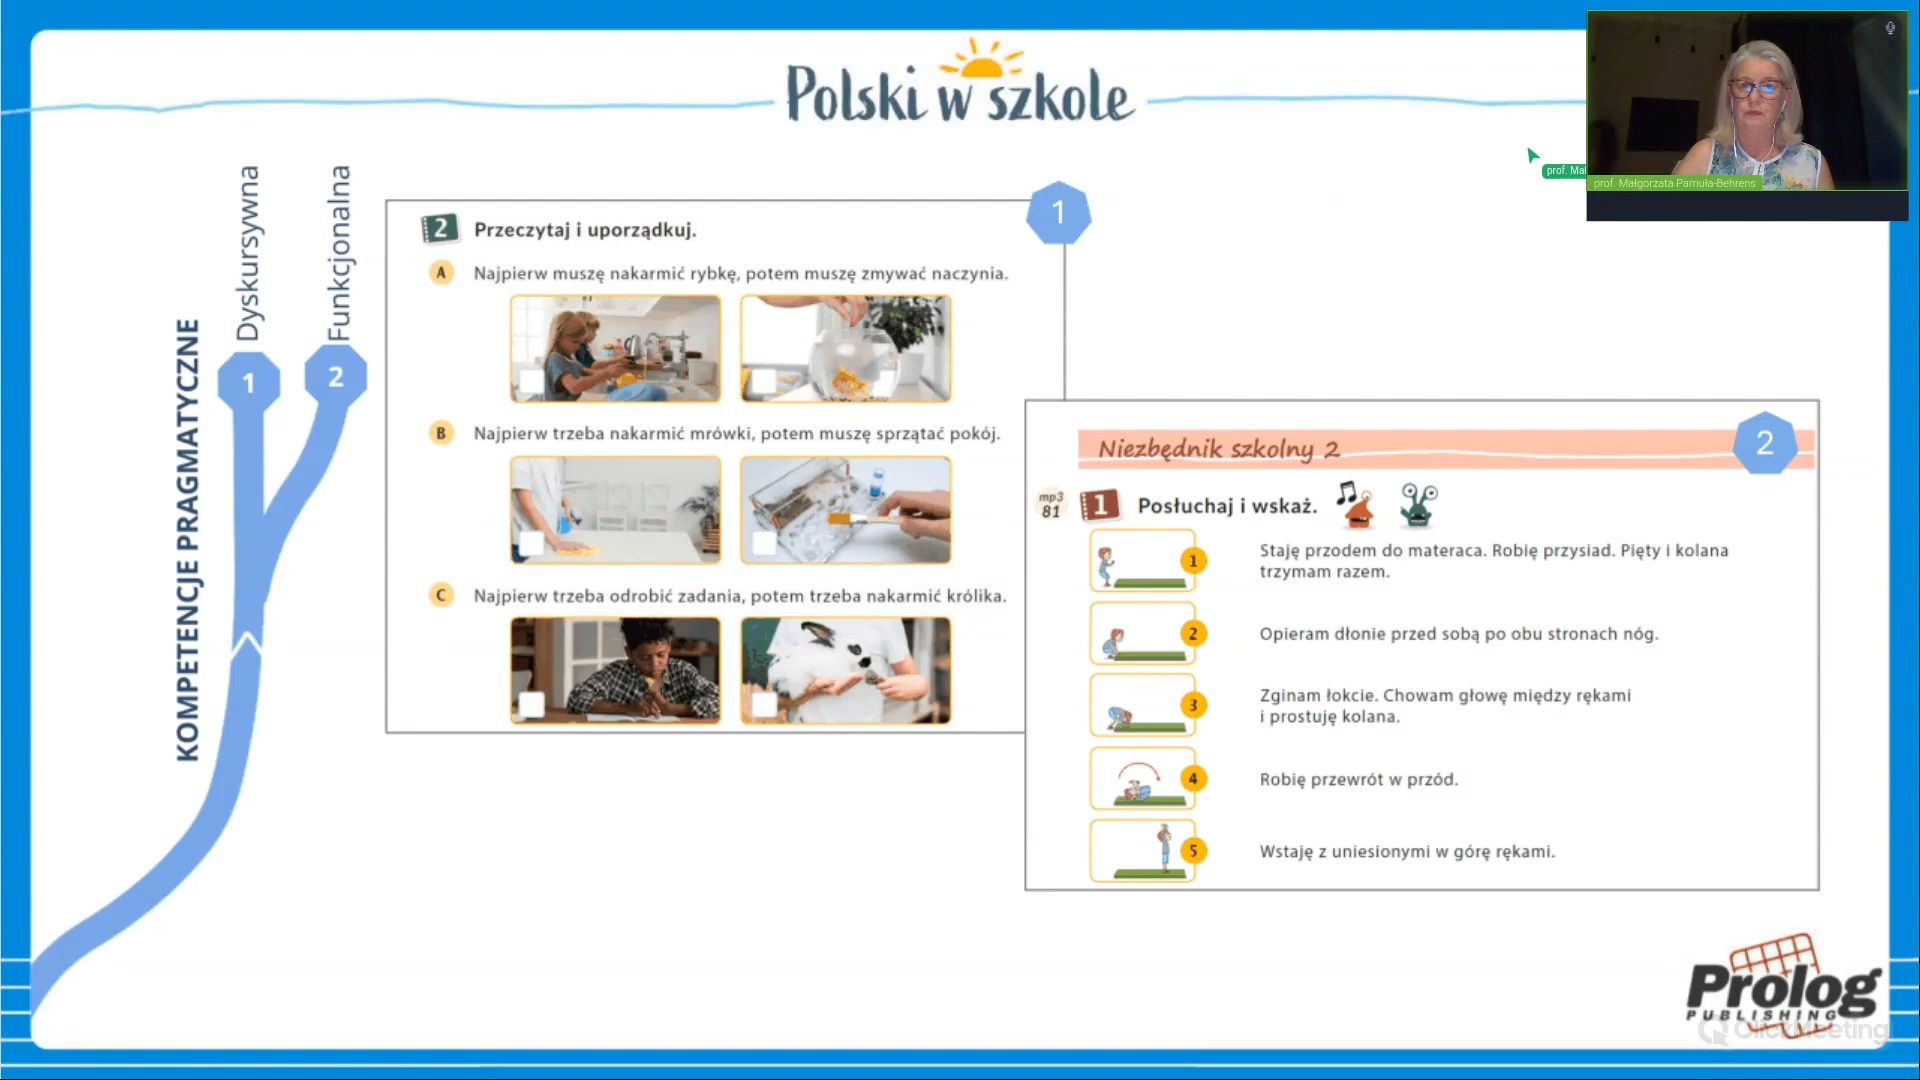 Polski w szkole
prof. Mał
prof. Małgorzata Pamuła-Behrens
KOMPETENCJE PRAGMATYCZNE
Dyskursywna
Funkcjonalna
1
2
1
2 Przeczytaj i uporządkuj.
A Najpierw muszę nakarmić rybkę, potem muszę zmywać naczynia.
B Najpierw trzeba nakarmić mrówki, potem muszę sprzątać pokój.
C Najpierw trzeba odrobić zadania, potem trzeba nakarmić królika.
2
Niezbędnik szkolny 2
mp3
81
1 Posłuchaj i wskaż.
1 Staję przodem do materaca. Robię przysiad. Pięty i kolana
trzymam razem.
2 Opieram dłonie przed sobą po obu stronach nóg.
3 Zginam łokcie. Chowam głowę między rękami
i prostuję kolana.
4 Robię przewrót w przód.
5 Wstaję z uniesionymi w górę rękami.
Prolog
PUBLISHING
ClickMeeting